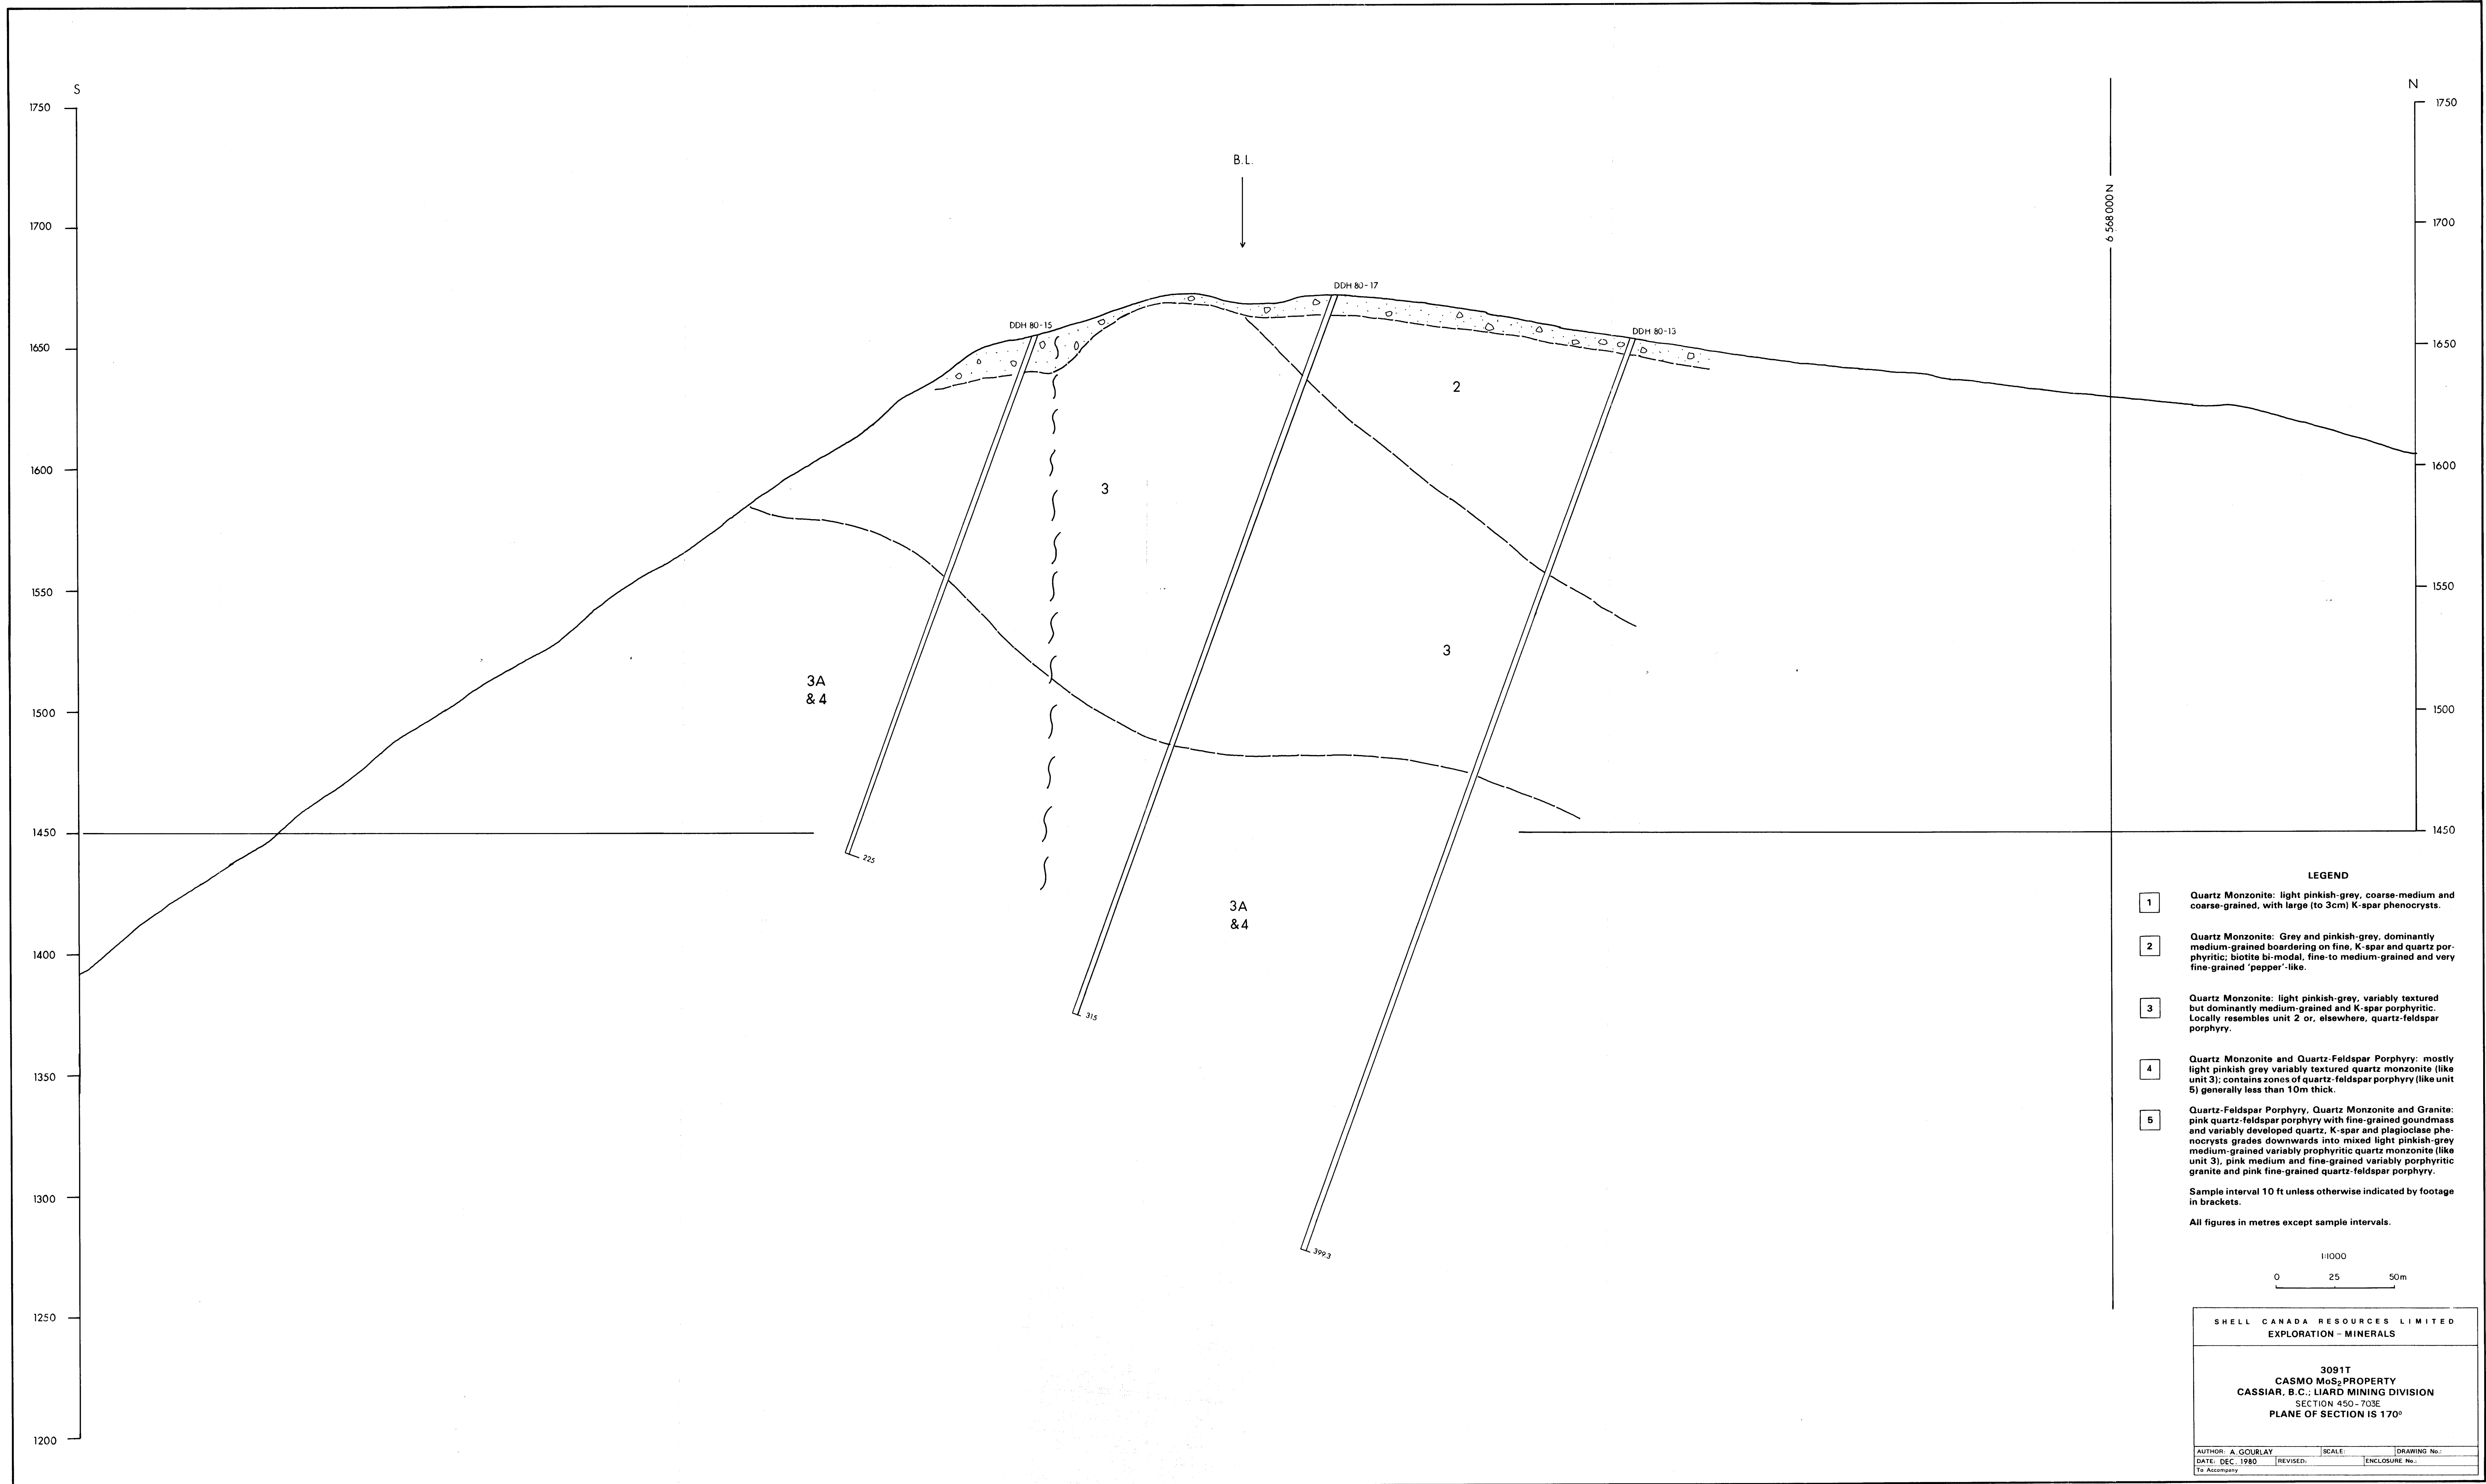 S
N
1750
1700
1650
1600
1550
1500
1450
1400
1350
1300
1250
1200
1750
1700
1650
1600
1550
1500
1450
B.L.
6 568 000 N
DDH 80-15
DDH 80-17
DDH 80-13
2
3
3
3A
& 4
3A
&4
225
315
399.3
LEGEND
1
Quartz Monzonite: light pinkish-grey, coarse-medium and
coarse-grained, with large (to 3cm) K-spar phenocrysts.
2
Quartz Monzonite: Grey and pinkish-grey, dominantly
medium-grained boardering on fine, K-spar and quartz por-
phyritic; biotite bi-modal, fine-to medium-grained and very
fine-grained 'pepper'-like.
3
Quartz Monzonite: light pinkish-grey, variably textured
but dominantly medium-grained and K-spar porphyritic.
Locally resembles unit 2 or, elsewhere, quartz-feldspar
porphyry.
4
Quartz Monzonite and Quartz-Feldspar Porphyry: mostly
light pinkish grey variably textured quartz monzonite (like
unit 3); contains zones of quartz-feldspar porphyry (like unit
5) generally less than 10m thick.
5
Quartz-Feldspar Porphyry, Quartz Monzonite and Granite:
pink quartz-feldspar porphyry with fine-grained goundmass
and variably developed quartz, K-spar and plagioclase phe-
nocrysts grades downwards into mixed light pinkish-grey
medium-grained variably prophyritic quartz monzonite (like
unit 3), pink medium and fine-grained variably porphyritic
granite and pink fine-grained quartz-feldspar porphyry.
Sample interval 10 ft unless otherwise indicated by footage
in brackets.
All figures in metres except sample intervals.
1:1000
0 25 50m
SHELL CANADA RESOURCES LIMITED
EXPLORATION - MINERALS
3091T
CASMO MoS₂ PROPERTY
CASSIAR, B.C.; LIARD MINING DIVISION
SECTION 450-703E
PLANE OF SECTION IS 170°
AUTHOR: A. GOURLAY SCALE: DRAWING No.:
DATE: DEC. 1980 REVISED: ENCLOSURE No.:
To Accompany